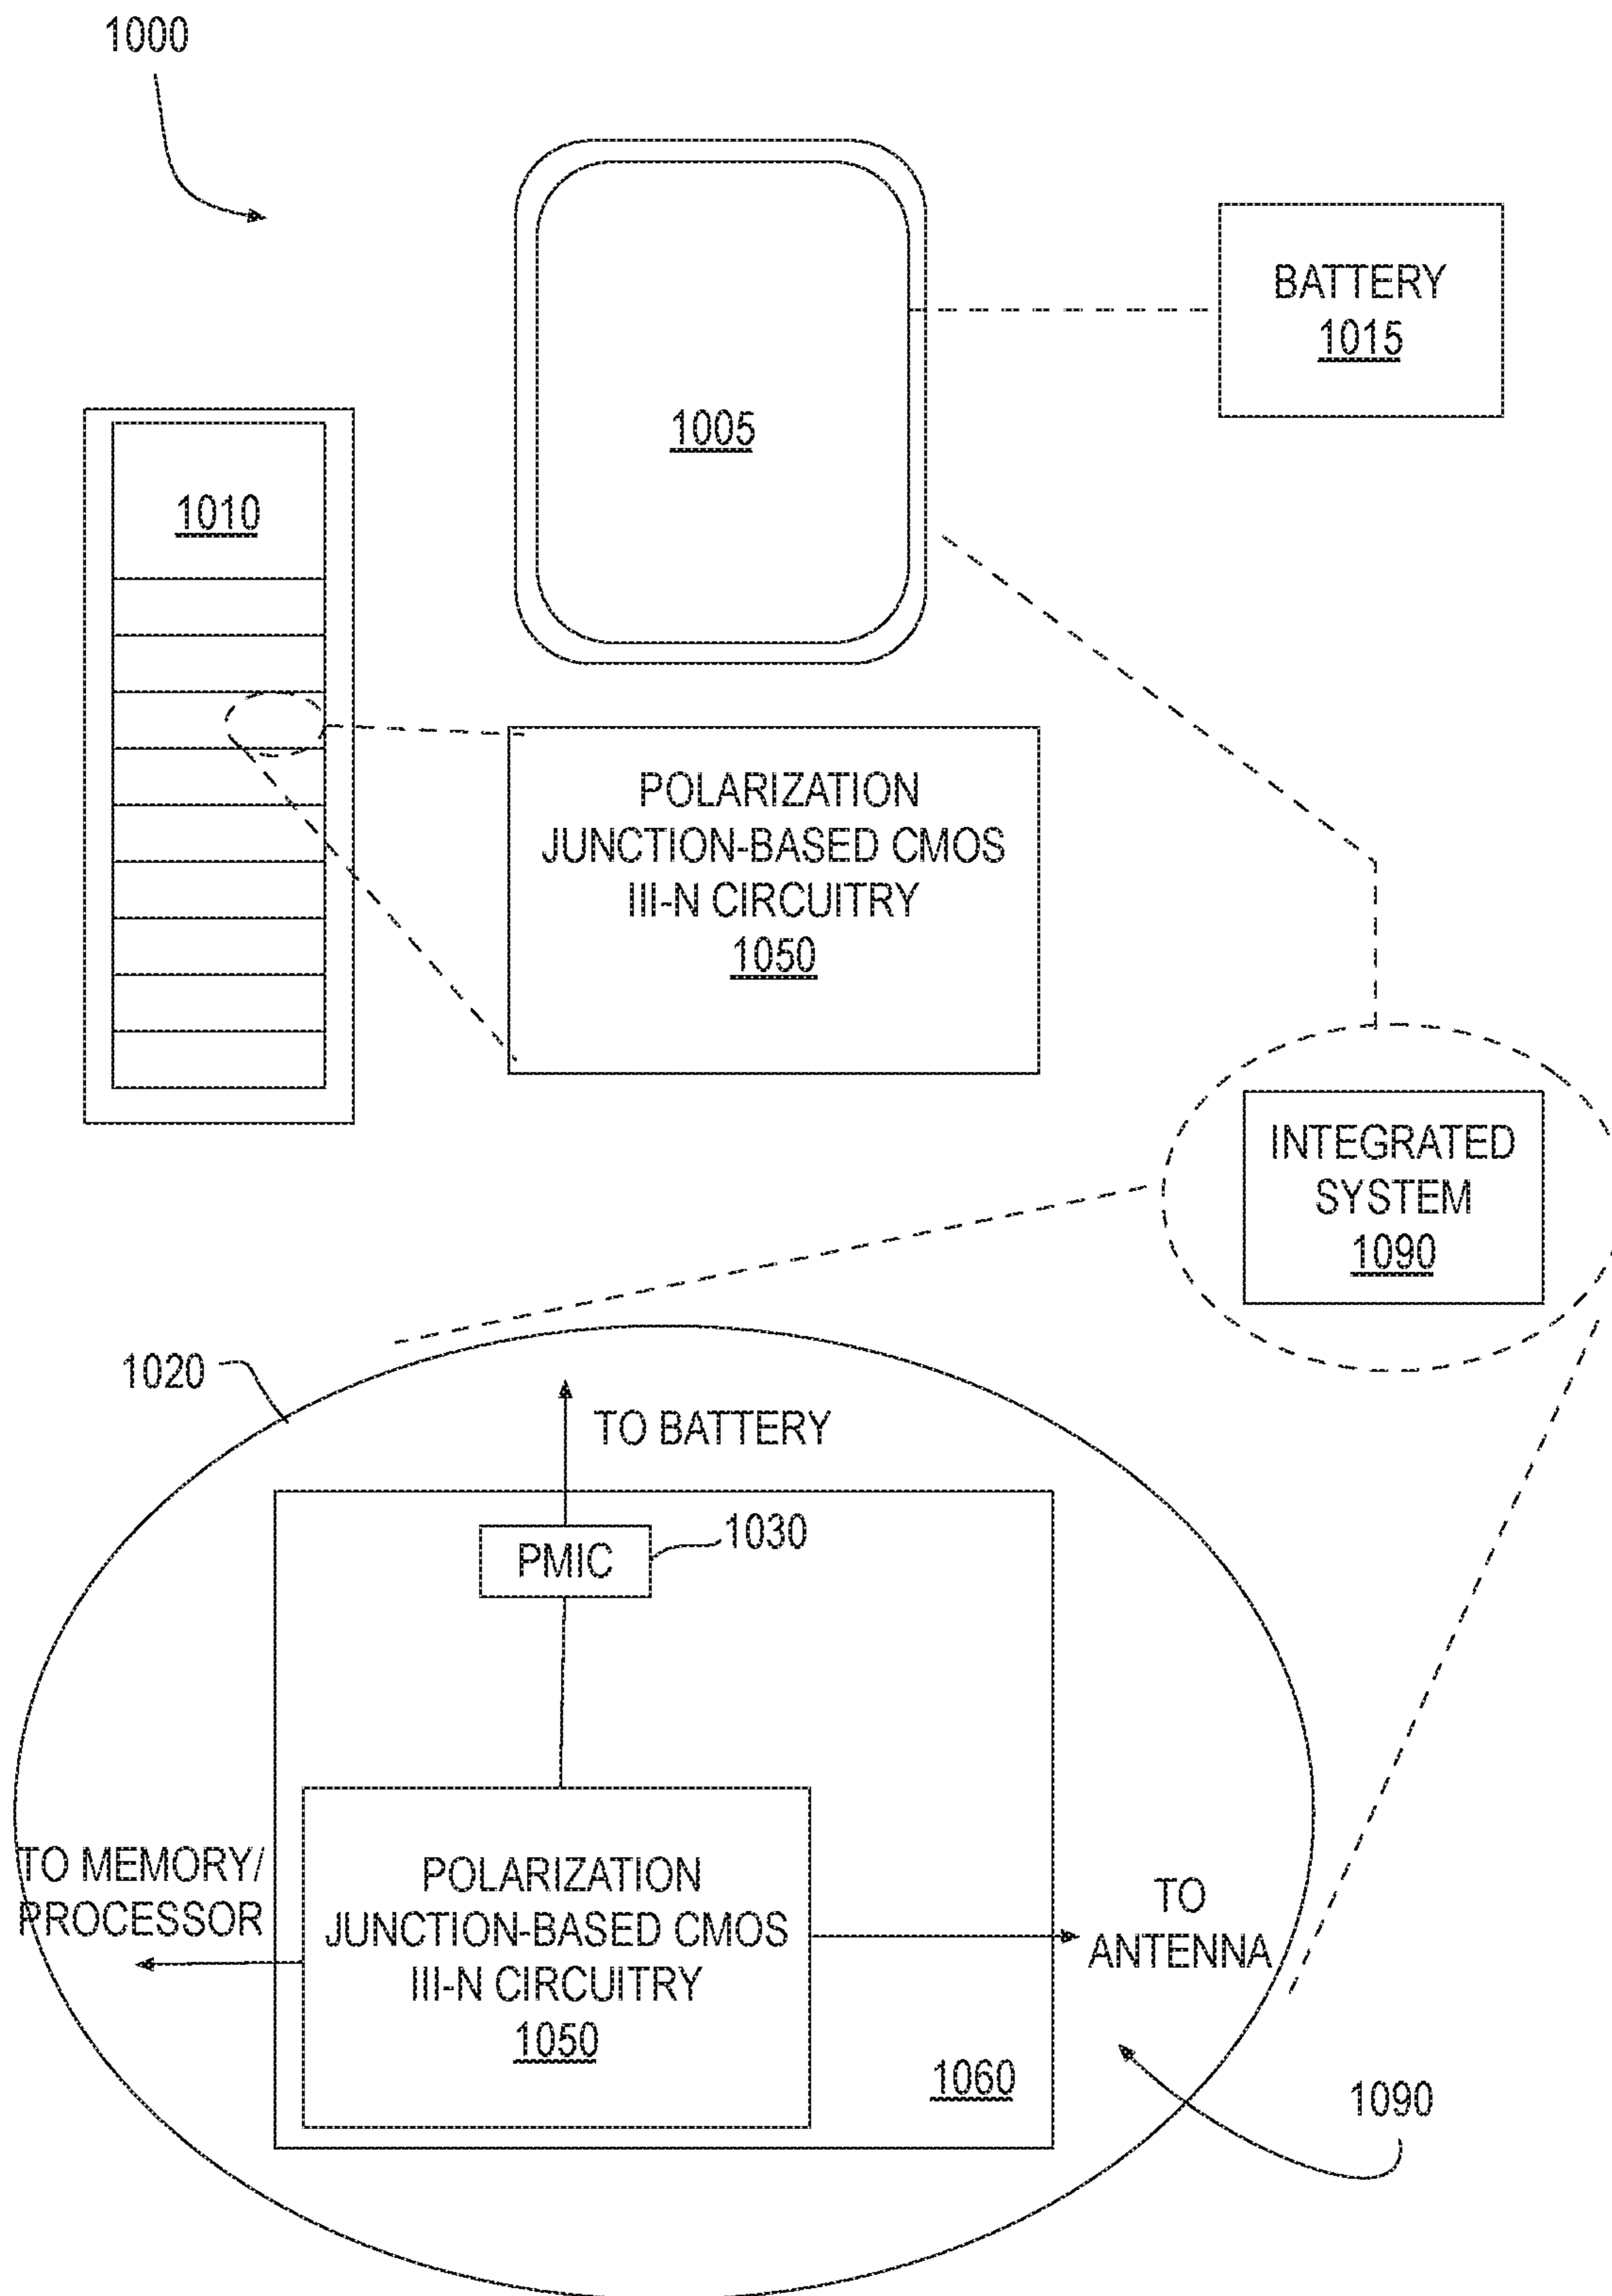 1000
BATTERY
1015
1005
1010
POLARIZATION
JUNCTION-BASED CMOS
III-N CIRCUITRY
1050
INTEGRATED
SYSTEM
1090
1020
TO BATTERY
PMIC
1030
TO MEMORY/
PROCESSOR
POLARIZATION
JUNCTION-BASED CMOS
III-N CIRCUITRY
1050
TO
ANTENNA
1060
1090